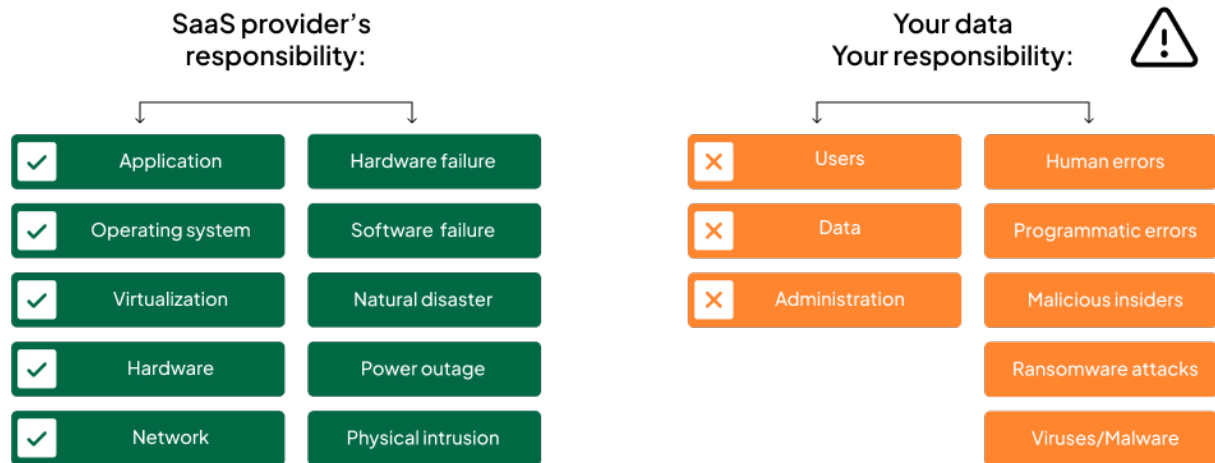 SaaS provider's
responsibility:
Application
Operating system
Virtualization
Hardware
Network
Hardware failure
Software failure
Natural disaster
Power outage
Physical intrusion
Your data
Your responsibility:
Users
Data
Administration
Human errors
Programmatic errors
Malicious insiders
Ransomware attacks
Viruses/Malware